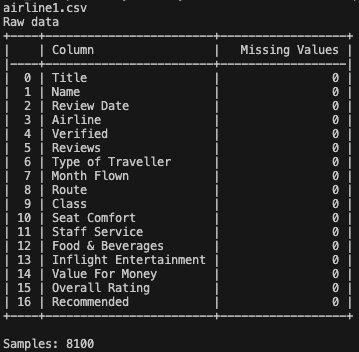 airline1.csv
Raw data
+----+------------------------+------------------+
|    | Column                 |   Missing Values |
|----+------------------------+------------------|
|  0 | Title                  |                0 |
|  1 | Name                   |                0 |
|  2 | Review Date            |                0 |
|  3 | Airline                |                0 |
|  4 | Verified               |                0 |
|  5 | Reviews                |                0 |
|  6 | Type of Traveller      |                0 |
|  7 | Month Flown            |                0 |
|  8 | Route                  |                0 |
|  9 | Class                  |                0 |
| 10 | Seat Comfort           |                0 |
| 11 | Staff Service          |                0 |
| 12 | Food & Beverages       |                0 |
| 13 | Inflight Entertainment |                0 |
| 14 | Value For Money        |                0 |
| 15 | Overall Rating         |                0 |
| 16 | Recommended            |                0 |
+----+------------------------+------------------+
Samples: 8100